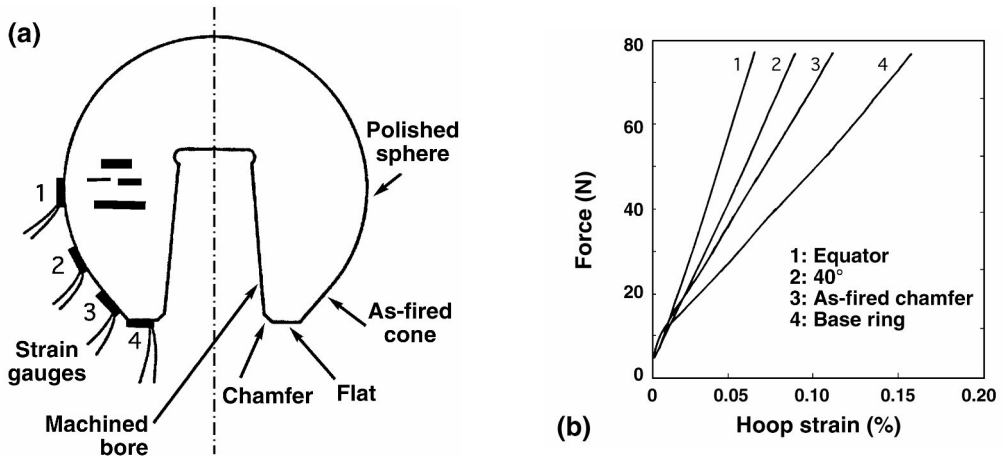 (a)
Polished
sphere
1
2
3
4
Strain
gauges
As-fired
cone
Chamfer
Flat
Machined
bore
80
60
40
20
0
Force (N)
1
2
3
4
1: Equator
2: 40°
3: As-fired chamfer
4: Base ring
0
0.05
0.10
0.15
0.20
Hoop strain (%)
(b)